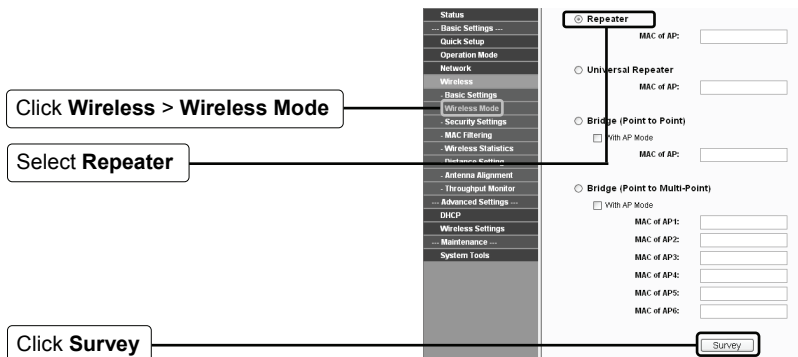 Click Wireless > Wireless Mode
Select Repeater
Click Survey
Status
--- Basic Settings ---
Quick Setup
Operation Mode
Network
Wireless
- Basic Settings
- Wireless Mode
- Security Settings
- MAC Filtering
- Wireless Statistics
- Distance Setting
- Antenna Alignment
- Throughput Monitor
--- Advanced Settings ---
DHCP
Wireless Settings
--- Maintenance ---
System Tools
Repeater
MAC of AP:
Universal Repeater
MAC of AP:
Bridge (Point to Point)
With AP Mode
MAC of AP:
Bridge (Point to Multi-Point)
With AP Mode
MAC of AP1:
MAC of AP2:
MAC of AP3:
MAC of AP4:
MAC of AP5:
MAC of AP6:
Survey